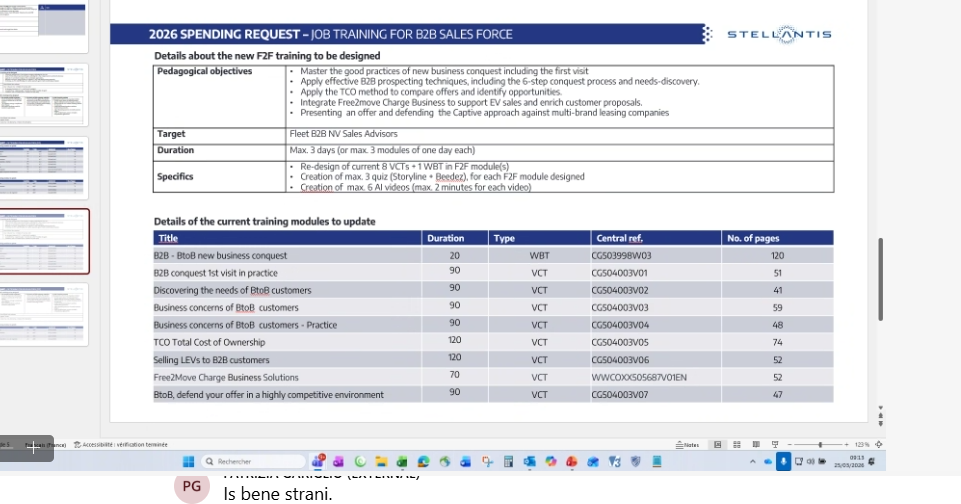 2026 SPENDING REQUEST – JOB TRAINING FOR B2B SALES FORCE
STELLANTIS
Details about the new F2F training to be designed
Pedagogical objectives
• Master the good practices of new business conquest including the first visit
• Apply effective B2B prospecting techniques, including the 6-step conquest process and needs-discovery.
• Apply the TCO method to compare offers and identify opportunities.
• Integrate Free2move Charge Business to support EV sales and enrich customer proposals.
• Presenting an offer and defending the Captive approach against multi-brand leasing companies
Target Fleet B2B NV Sales Advisors
Duration Max. 3 days (or max. 3 modules of one day each)
Specifics
• Re-design of current 8 VCTs + 1 WBT in F2F module(s)
• Creation of max. 3 quiz (Storyline + Beedez), for each F2F module designed
• Creation of max. 6 AI videos (max. 2 minutes for each video)
Details of the current training modules to update
Title Duration Type Central ref. No. of pages
B2B - BtoB new business conquest 20 WBT CG503998W03 120
B2B conquest 1st visit in practice 90 VCT CG504003V01 51
Discovering the needs of BtoB customers 90 VCT CG504003V02 41
Business concerns of BtoB customers 90 VCT CG504003V03 59
Business concerns of BtoB customers - Practice 90 VCT CG504003V04 48
TCO Total Cost of Ownership 120 VCT CG504003V05 74
Selling LEVs to B2B customers 120 VCT CG504003V06 52
Free2Move Charge Business Solutions 70 VCT WWCOXX505687V01EN 52
BtoB, defend your offer in a highly competitive environment 90 VCT CG504003V07 47
(France) Accessibilité : vérification terminée Notes 123 %
Rechercher 09:13
25/03/2026
PG
Is bene strani.